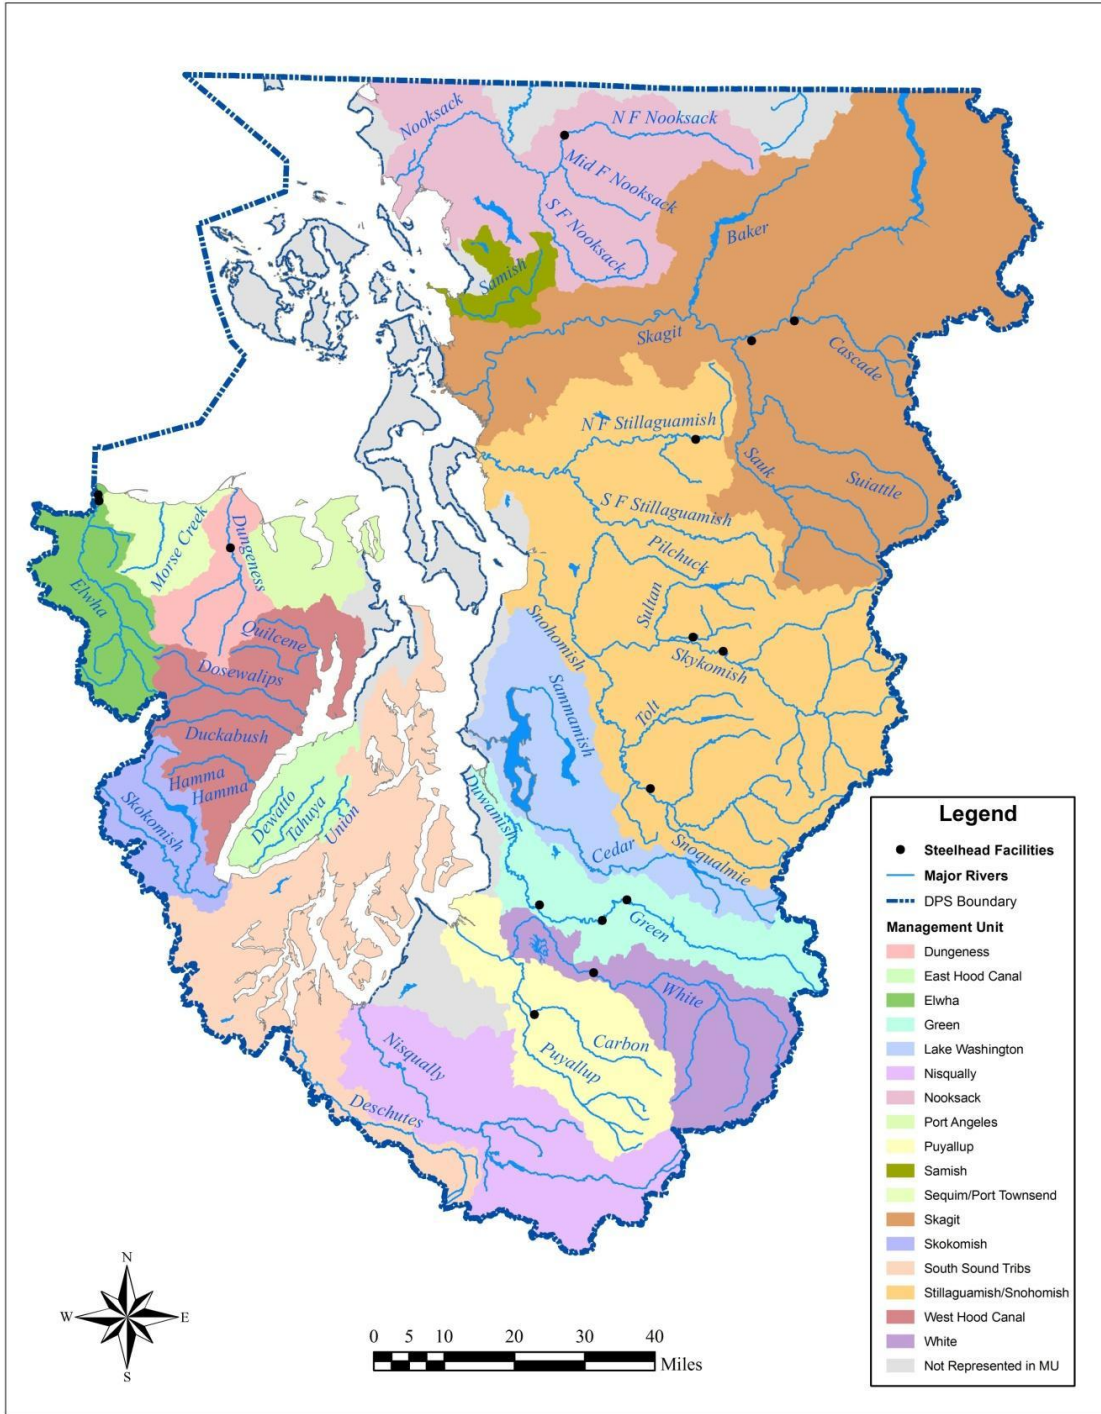 Nooksack
N F Nooksack
Mid F Nooksack
S F Nooksack
Samish
Baker
Skagit
Cascade
N F Stillaguamish
Sauk
Suiattle
S F Stillaguamish
Pilchuck
Sultan
Skykomish
Snohomish
Tolt
Snoqualmie
Morse Creek
Dungeness
Elwha
Quilcene
Dosewalips
Duckabush
Hamma
Hamma
Skokomish
Dewatto
Tahuya
Union
Sammamish
Duwamish
Cedar
Green
White
Carbon
Puyallup
Nisqually
Deschutes
Legend
Steelhead Facilities
Major Rivers
DPS Boundary
Management Unit
Dungeness
East Hood Canal
Elwha
Green
Lake Washington
Nisqually
Nooksack
Port Angeles
Puyallup
Samish
Sequim/Port Townsend
Skagit
Skokomish
South Sound Tribs
Stillaguamish/Snohomish
West Hood Canal
White
Not Represented in MU
N
W E
S
0 5 10 20 30 40
Miles